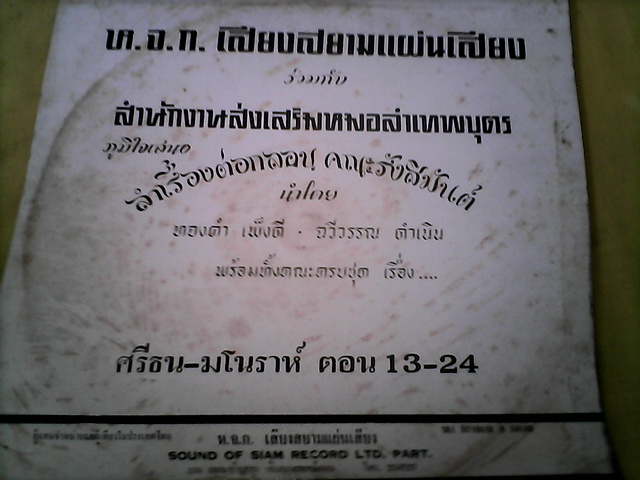 ห.จ.ก. เสียงสยามแผ่นเสียง
ร่วมกับ
สำนักงานส่งเสริมหมอลำเทพบุตร
ภูมิใจเสนอ
ลำเรื่องต่อกลอน คณะรังสิมันต์
นำโดย
ทองคำ เพ็งดี • ฉวีวรรณ ดำเนิน
พร้อมทั้งคณะครบชุด เรื่อง....
ศรีธน-มโนราห์ ตอน 13-24
ห.จ.ก. เสียงสยามแผ่นเสียง
SOUND OF SIAM RECORD LTD. PART.